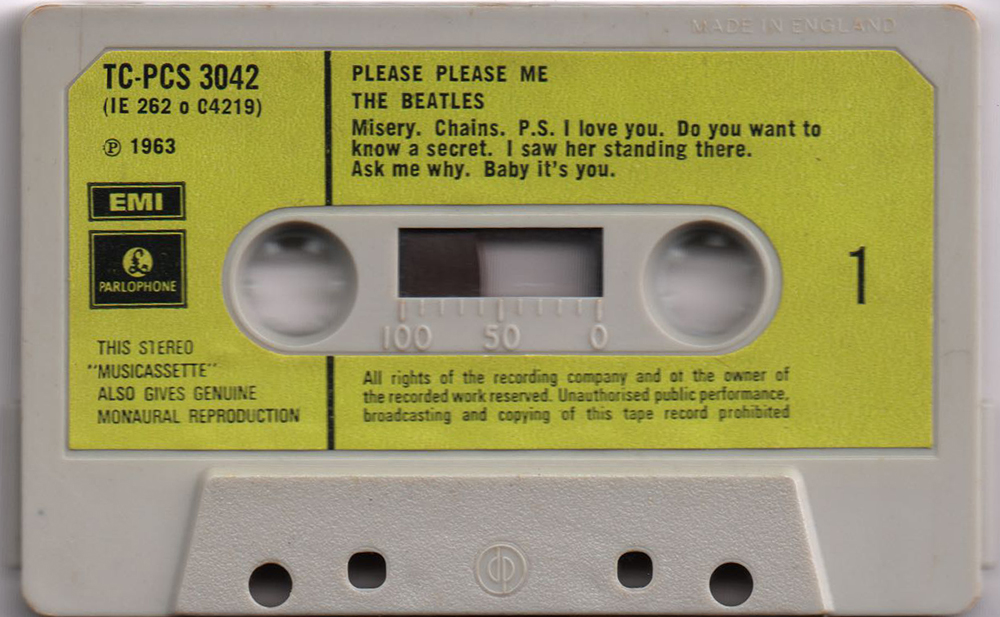 MADE IN ENGLAND
TC-PCS 3042
(IE 262 o C4219)
℗ 1963
EMI
£
PARLOPHONE
THIS STEREO
"MUSICASSETTE"
ALSO GIVES GENUINE
MONAURAL REPRODUCTION
PLEASE PLEASE ME
THE BEATLES
Misery. Chains. P.S. I love you. Do you want to
know a secret. I saw her standing there.
Ask me why. Baby it's you.
1
100 50 0
All rights of the recording company and ot the owner of
the recorded work reserved. Unauthorised public performance,
broadcasting and copying of this tape record prohibited